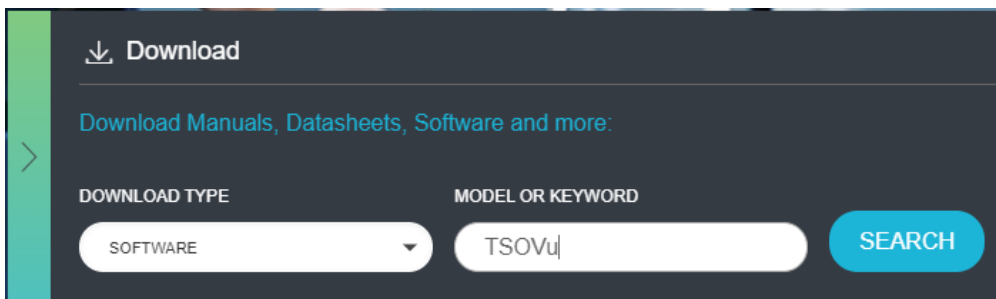 Download
Download Manuals, Datasheets, Software and more:
DOWNLOAD TYPE MODEL OR KEYWORD
SOFTWARE TSOVu SEARCH